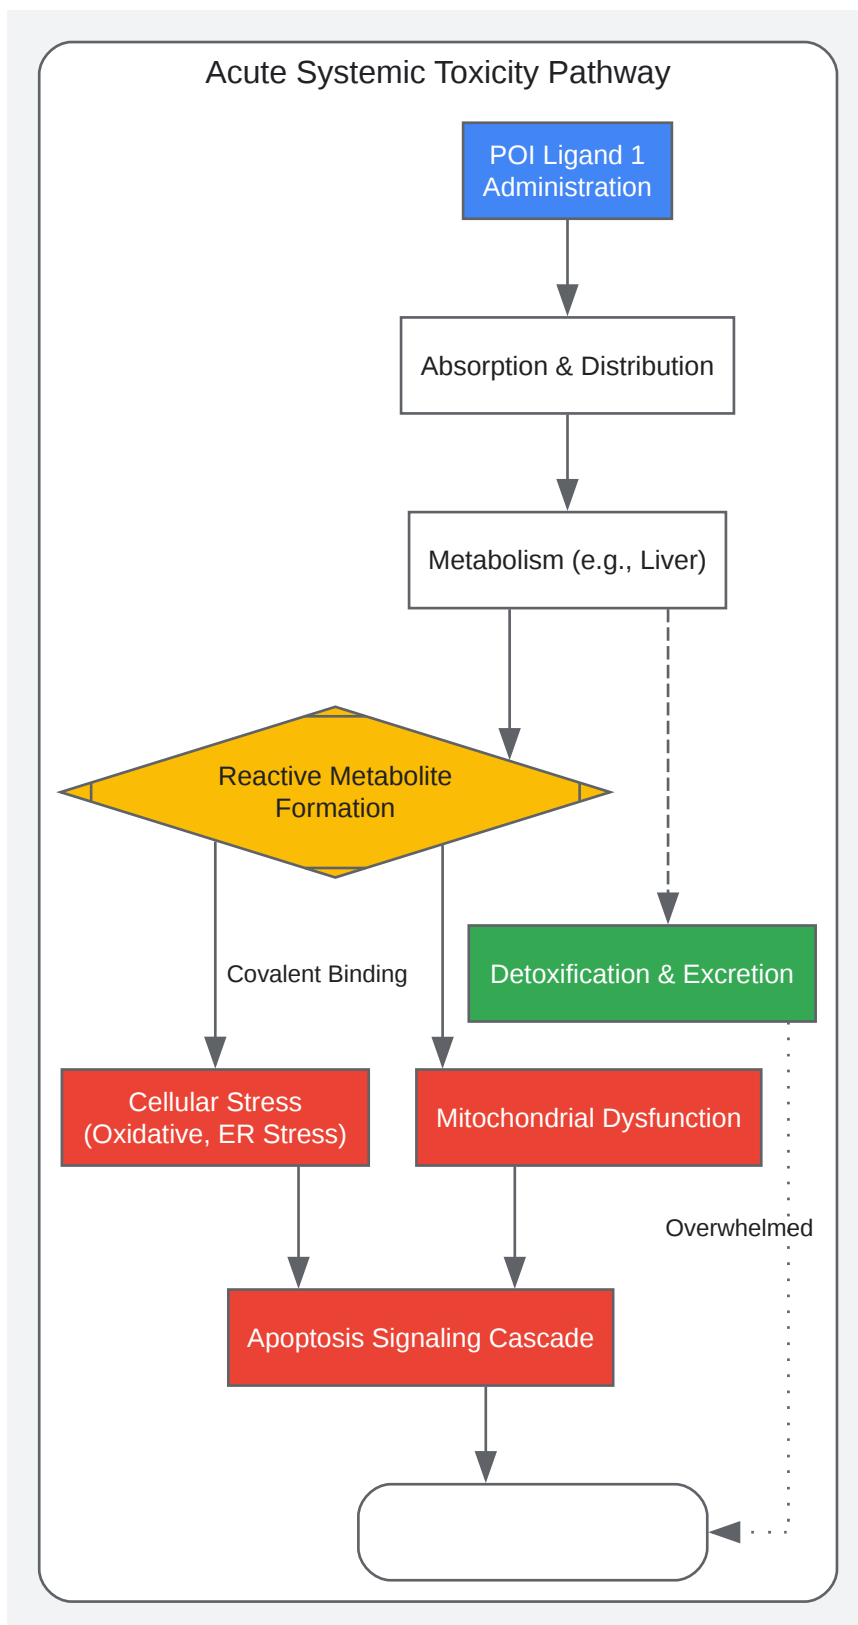 Acute Systemic Toxicity Pathway
POI Ligand 1
Administration
Absorption & Distribution
Metabolism (e.g., Liver)
Reactive Metabolite
Formation
Covalent Binding
Detoxification & Excretion
Cellular Stress
(Oxidative, ER Stress)
Mitochondrial Dysfunction
Overwhelmed
Apoptosis Signaling Cascade